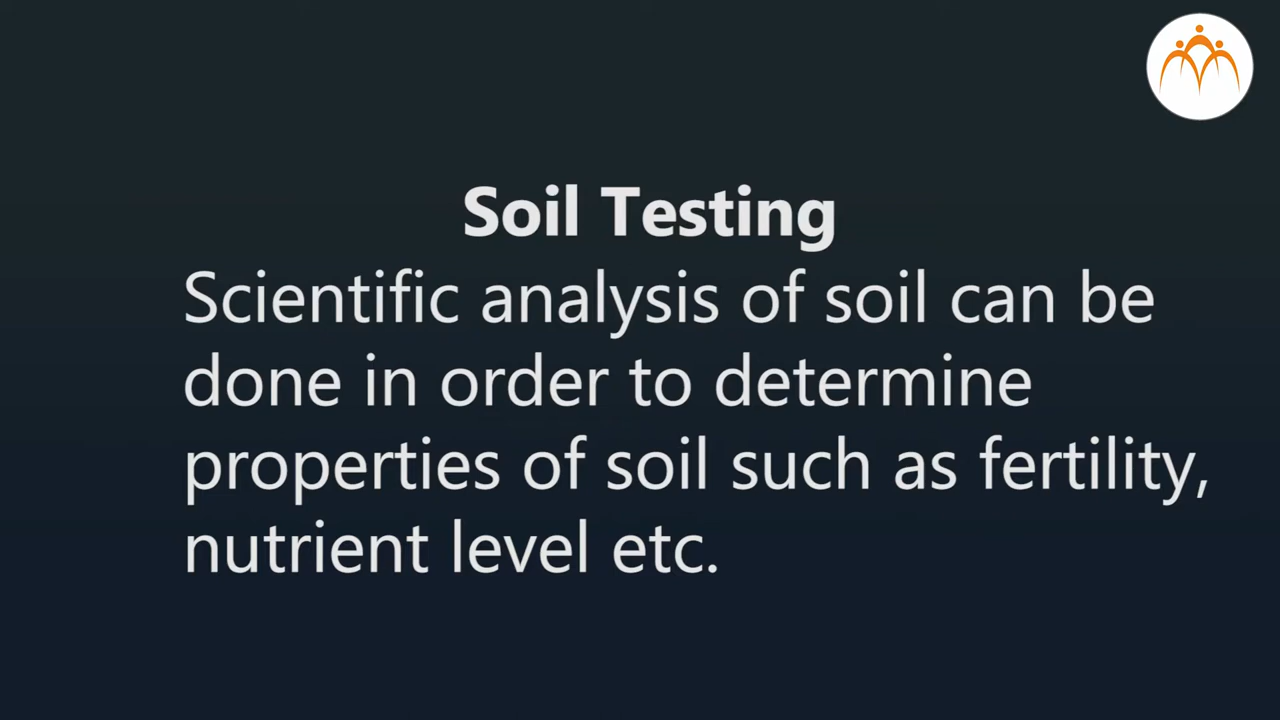 Soil Testing
Scientific analysis of soil can be
done in order to determine
properties of soil such as fertility,
nutrient level etc.